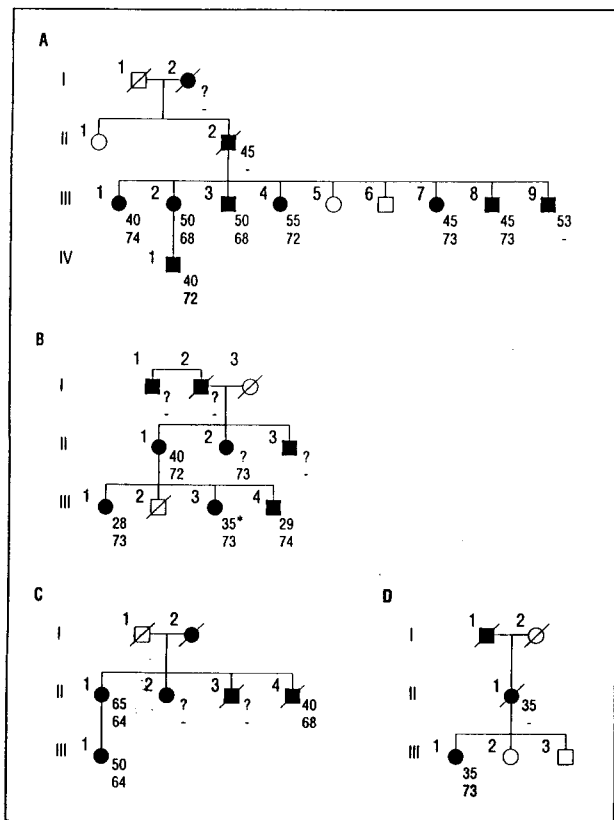 A
I 1 2 ?
-
II 1 2 45
-
III 1 2 3 4 5 6 7 8 9
40 50 50 55 45 45 53
74 68 68 72 73 73 -
IV 1
40
72
B
1 2 3
I ? ?
- -
II 1 2 3
40 ? ?
72 73 -
III 1 2 3 4
28 35* 29
73 73 74
C
I 1 2
II 1 2 3 4
65 ? ? 40
64 - - 68
III 1 50
64
D
I 1 2
II 1 35
III 1 2 3
35
73